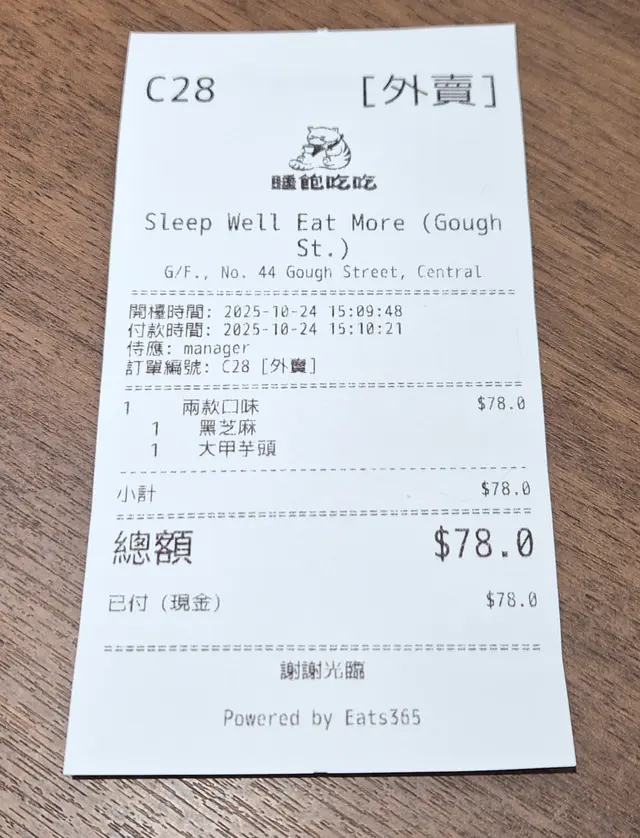 C28 [外賣]
睡飽吃吃
Sleep Well Eat More (Gough
St.)
G/F., No. 44 Gough Street, Central
開檯時間: 2025-10-24 15:09:48
付款時間: 2025-10-24 15:10:21
侍應: manager
訂單編號: C28 [外賣]
1 兩款口味 $78.0
1 黑芝麻
1 大甲芋頭
小計 $78.0
總額 $78.0
已付 (現金) $78.0
謝謝光臨
Powered by Eats365